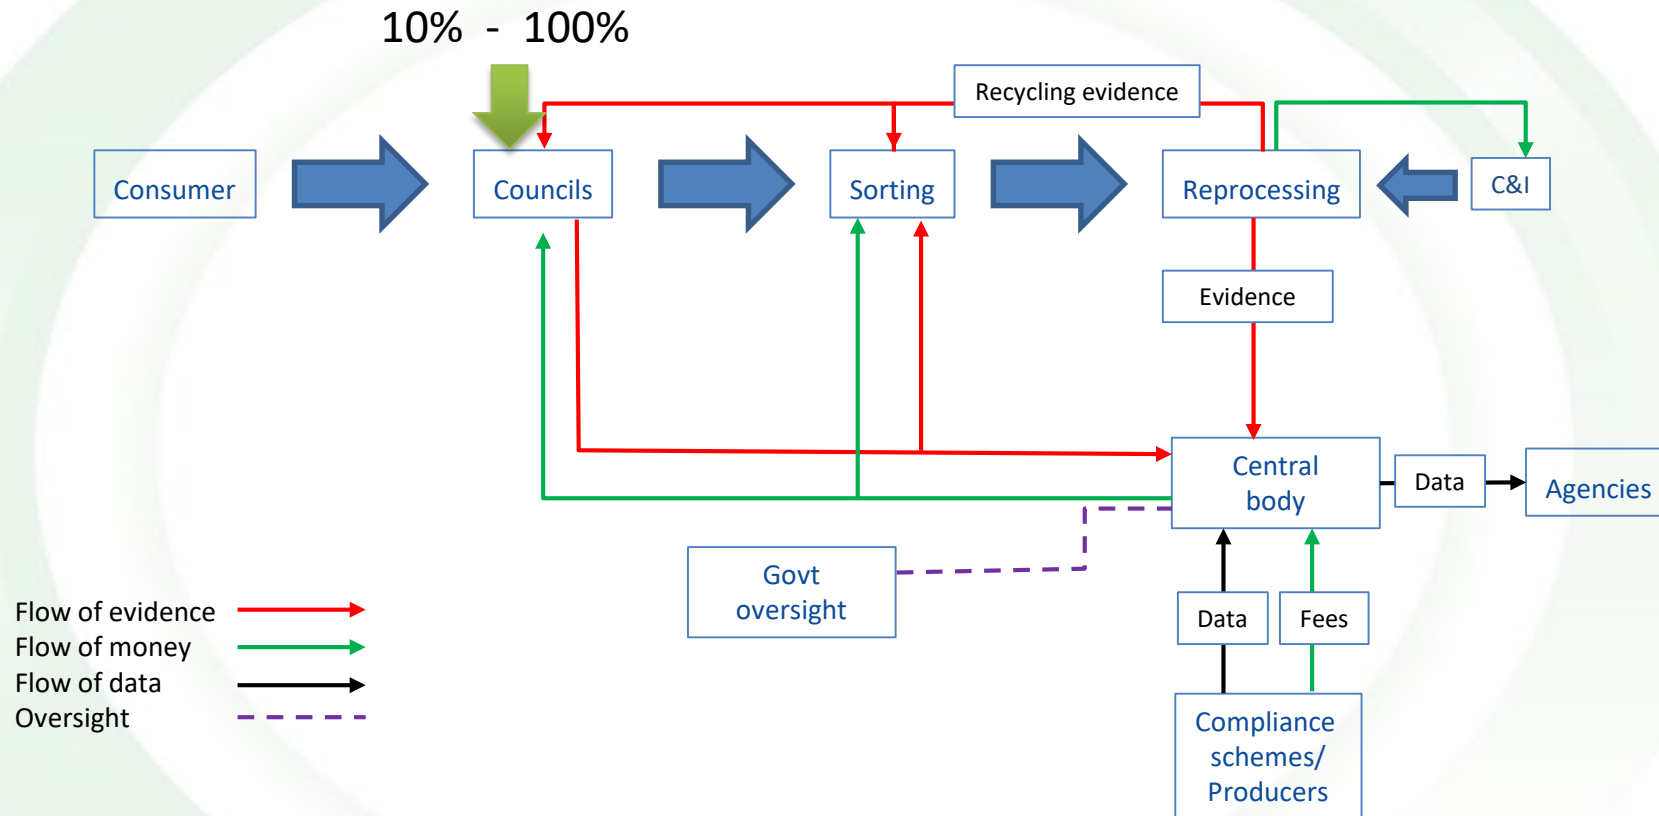 10% - 100%
Recycling evidence
Consumer
Councils
Sorting
Reprocessing
C&I
Evidence
Central
body
Data
Agencies
Govt
oversight
Data
Fees
Flow of evidence
Flow of money
Flow of data
Oversight
Compliance
schemes/
Producers